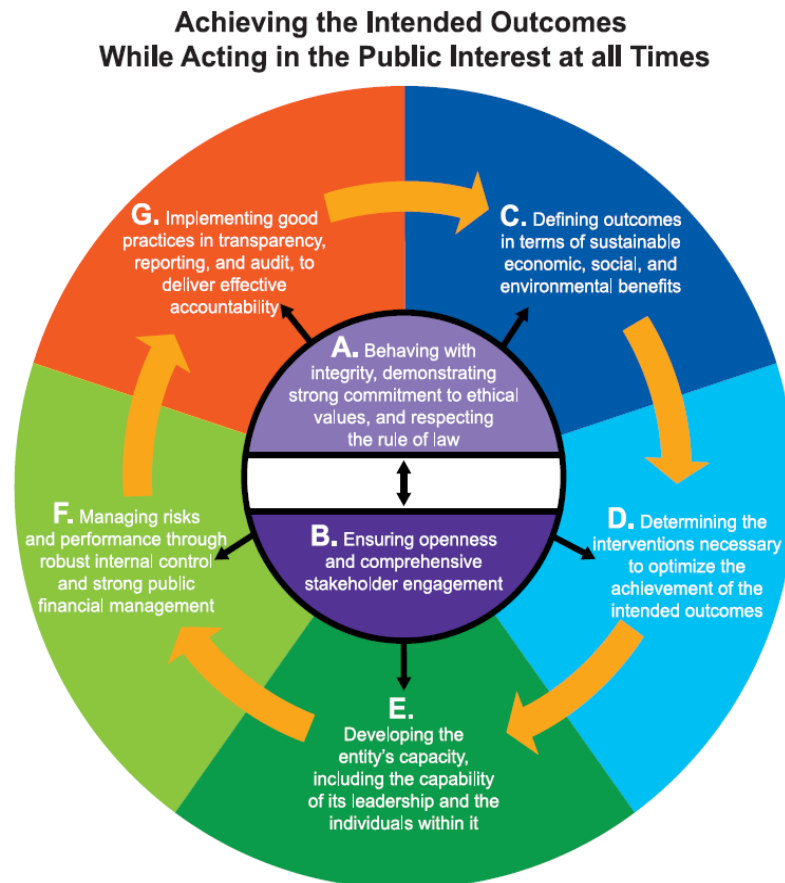 Achieving the Intended Outcomes
While Acting in the Public Interest at all Times
A. Behaving with
integrity, demonstrating
strong commitment to ethical
values, and respecting
the rule of law
B. Ensuring openness
and comprehensive
stakeholder engagement
C. Defining outcomes
in terms of sustainable
economic, social, and
environmental benefits
D. Determining the
interventions necessary
to optimize the
achievement of the
intended outcomes
E.
Developing the
entity's capacity,
including the capability
of its leadership and the
individuals within it
F. Managing risks
and performance through
robust internal control
and strong public
financial management
G. Implementing good
practices in transparency,
reporting, and audit, to
deliver effective
accountability